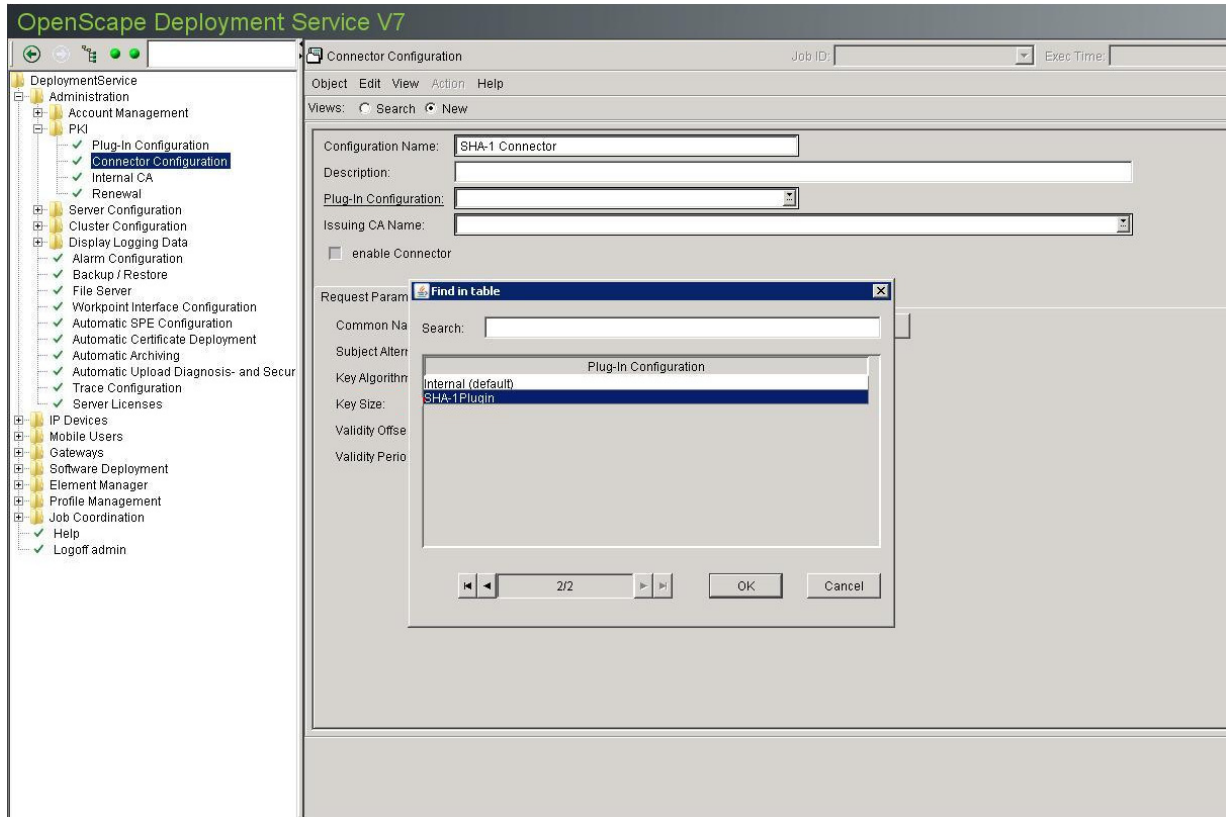 OpenScape Deployment Service V7
Connector Configuration
Job ID:
Exec Time:
Object Edit View Action Help
Views: Search New
DeploymentService
Administration
Account Management
PKI
Plug-In Configuration
Connector Configuration
Internal CA
Renewal
Server Configuration
Cluster Configuration
Display Logging Data
Alarm Configuration
Backup / Restore
File Server
Workpoint Interface Configuration
Automatic SPE Configuration
Automatic Certificate Deployment
Automatic Archiving
Automatic Upload Diagnosis- and Secur
Trace Configuration
Server Licenses
IP Devices
Mobile Users
Gateways
Software Deployment
Element Manager
Profile Management
Job Coordination
Help
Logoff admin
Configuration Name: SHA-1 Connector
Description:
Plug-In Configuration:
Issuing CA Name:
enable Connector
Request Param
Common Na
Subject Altern
Key Algorithm
Key Size:
Validity Offse
Validity Perio
Find in table
Search:
Plug-In Configuration
Internal (default)
SHA-1Plugin
2/2
OK
Cancel